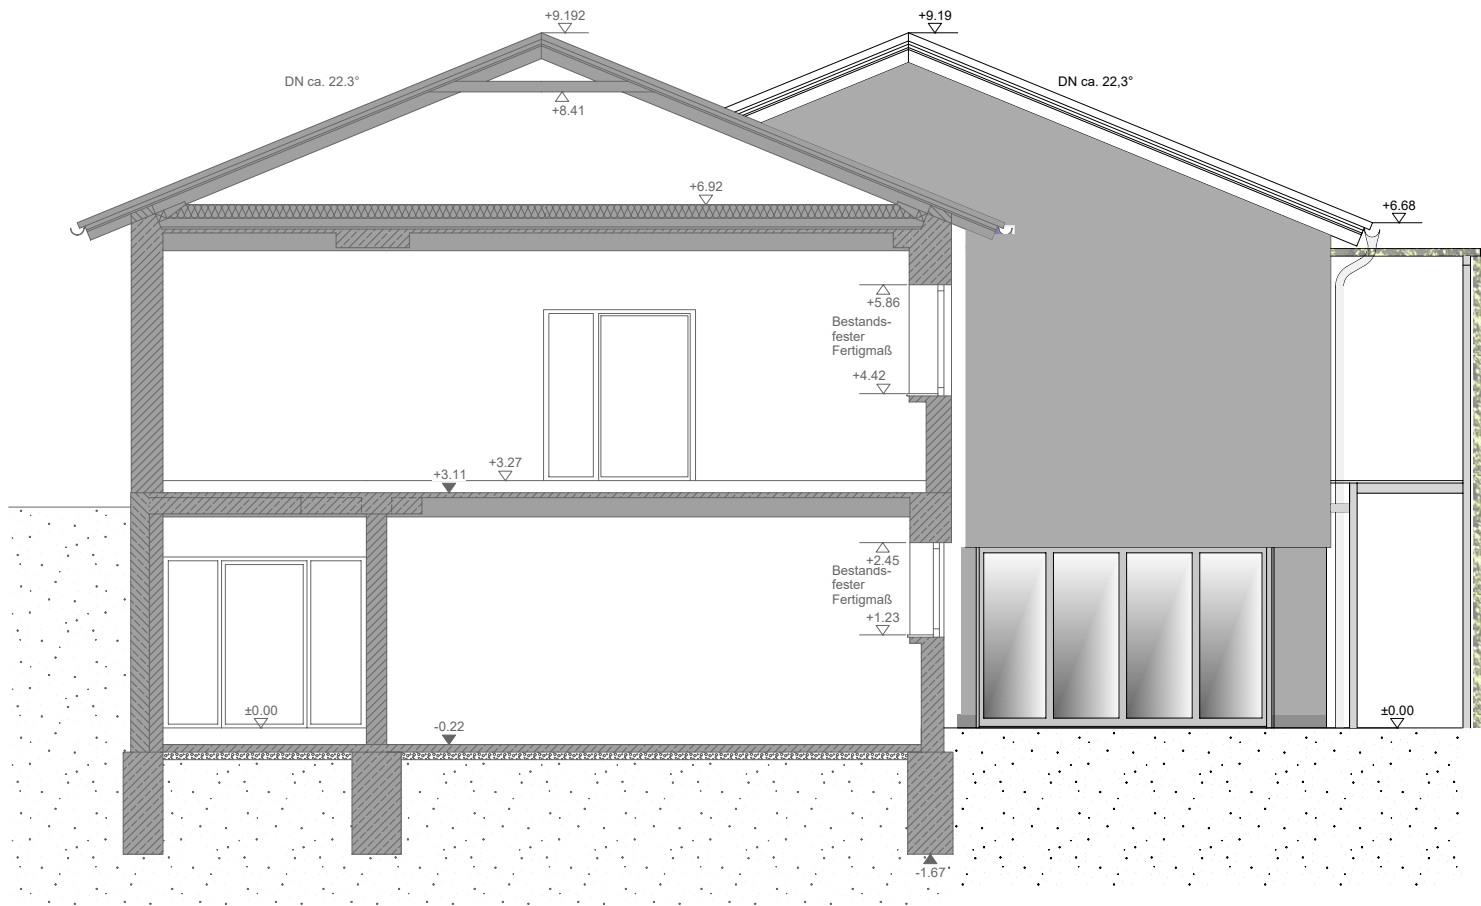 +9.192
+9.19
DN ca. 22.3°
DN ca. 22,3°
+8.41
+6.92
+6.68
+5.86
Bestands-
fester
Fertigmaß
+4.42
+3.27
+3.11
+2.45
Bestands-
fester
Fertigmaß
+1.23
±0.00
±0.00
-0.22
-1.67